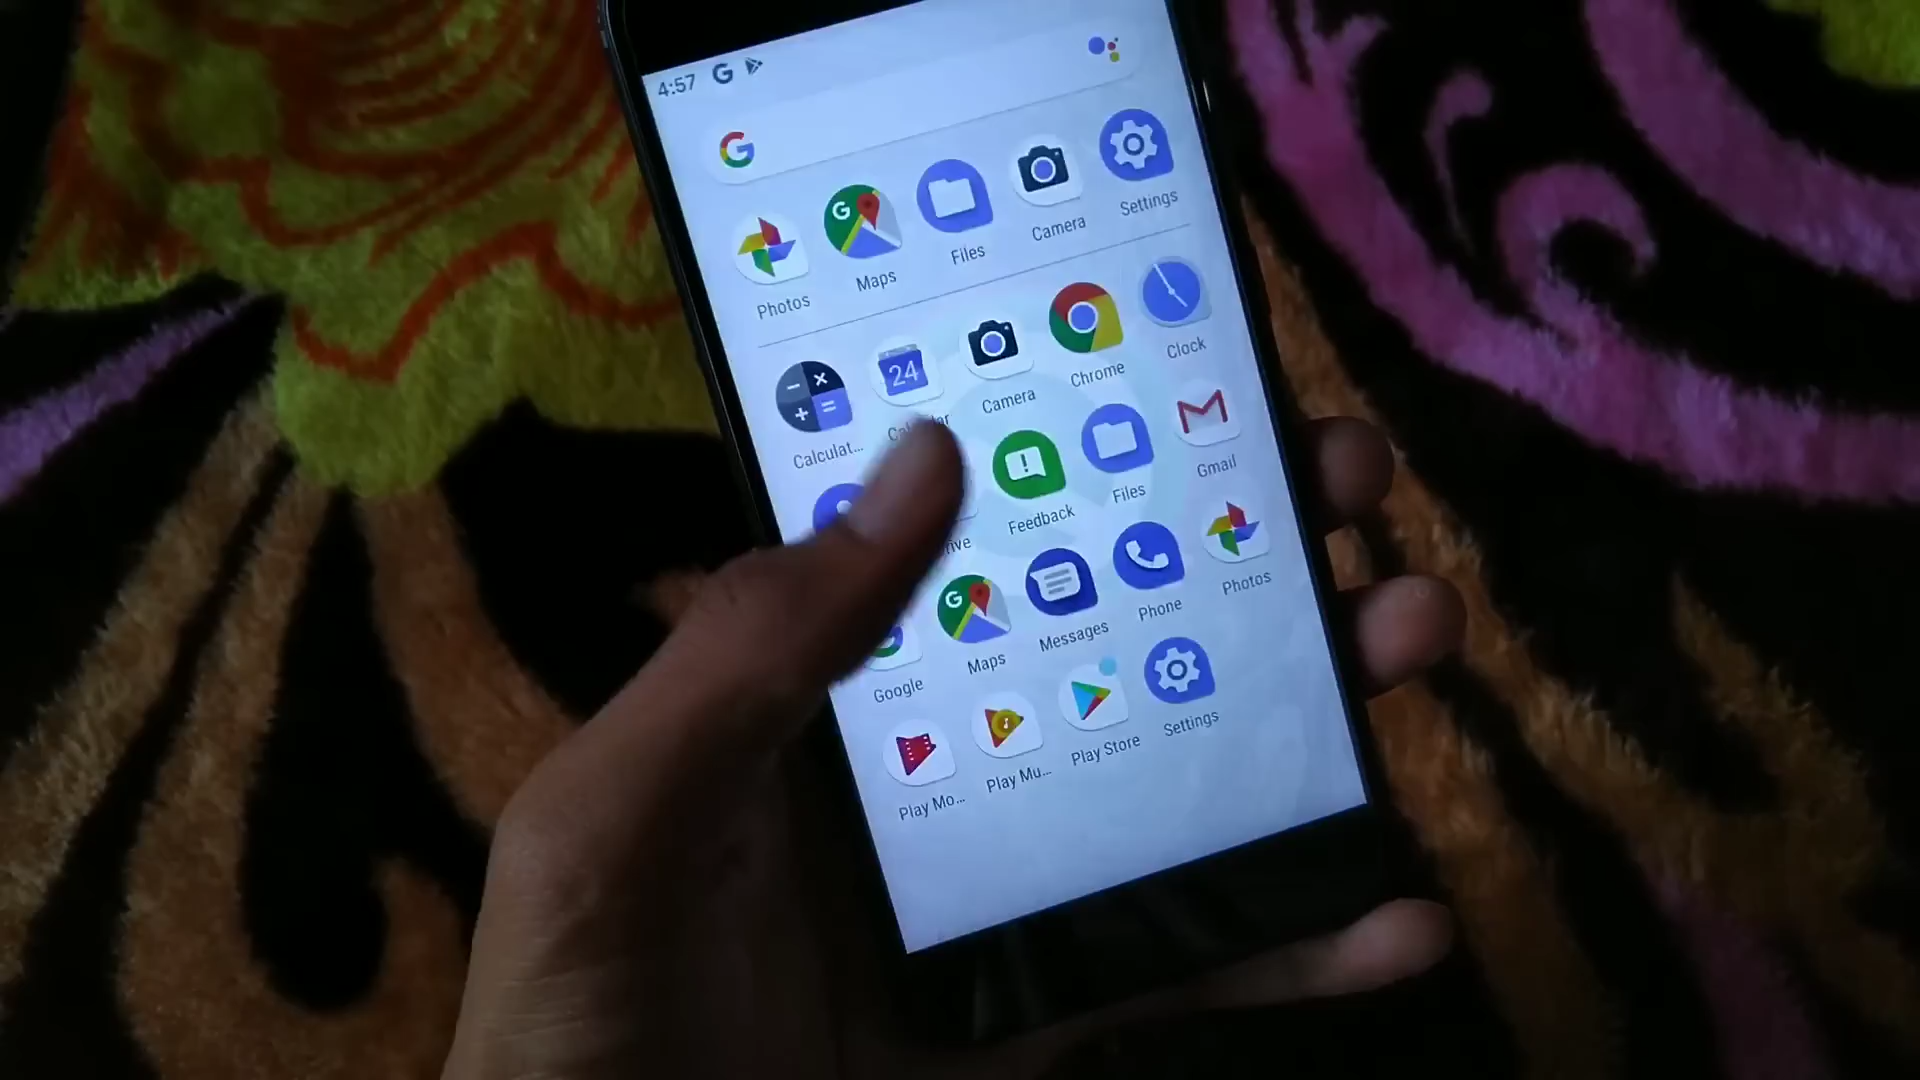 4:57 G
G
Photos
Maps
Files
Camera
Settings
Calculat...
24
Camera
Chrome
Clock
Feedback
Files
Gmail
Google
Maps
Messages
Phone
Photos
Play Mo...
Play Mu...
Play Store
Settings